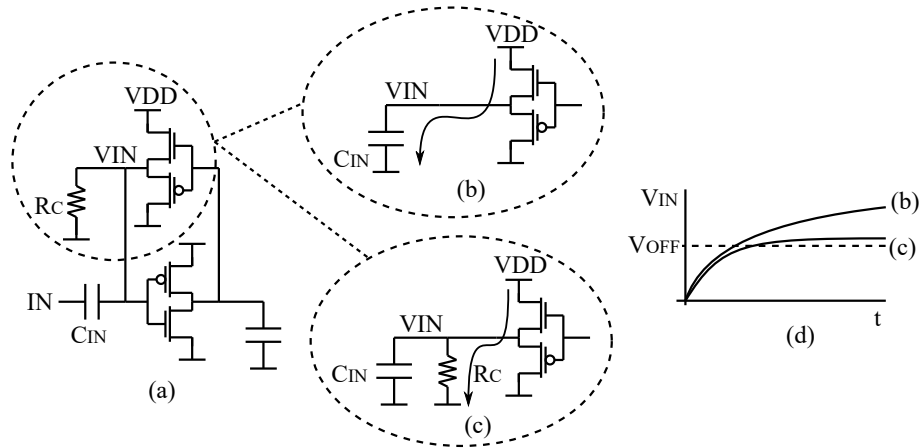 VDD
VIN
RC
IN
CIN
(a)
VDD
VIN
CIN
(b)
VDD
VIN
CIN
RC
(c)
VIN
(b)
VOFF
(c)
t
(d)